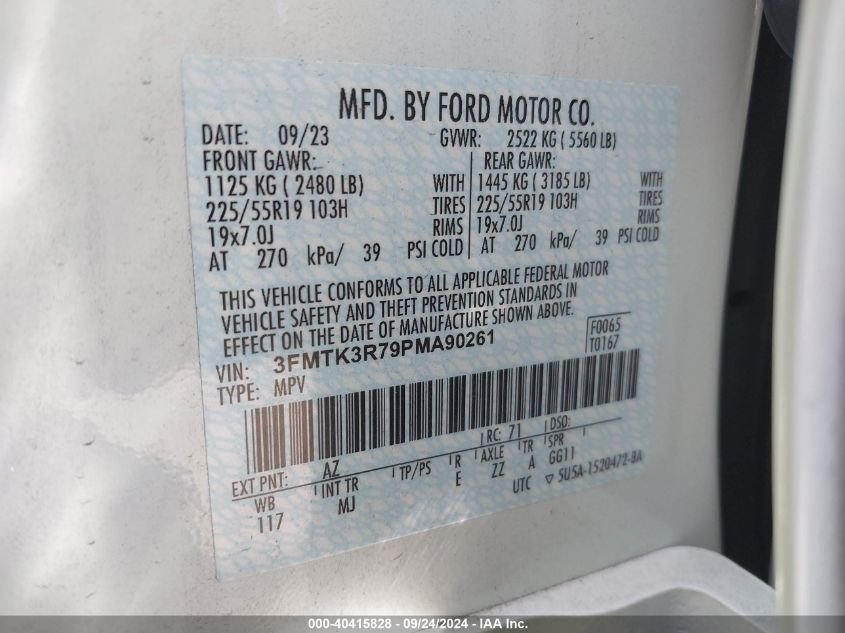 MFD. BY FORD MOTOR CO.
DATE: 09/23 GVWR: 2522 KG ( 5560 LB)
FRONT GAWR: REAR GAWR:
1125 KG ( 2480 LB) WITH 1445 KG ( 3185 LB) WITH
225/55R19 103H TIRES 225/55R19 103H TIRES
19x7.0J RIMS 19x7.0J RIMS
AT 270 kPa/ 39 PSI COLD AT 270 kPa/ 39 PSI COLD
THIS VEHICLE CONFORMS TO ALL APPLICABLE FEDERAL MOTOR
VEHICLE SAFETY AND THEFT PREVENTION STANDARDS IN
EFFECT ON THE DATE OF MANUFACTURE SHOWN ABOVE.
F0065
VIN: 3FMTK3R79PMA90261 T0167
TYPE: MPV
EXT PNT: AZ RC: 71 DSO:
WB INT TR TP/PS R AXLE TR SPR
117 MJ E ZZ A GG11
UTC ▽ 5U5A-1520472-BA
000-40415828 - 09/24/2024 - IAA Inc.